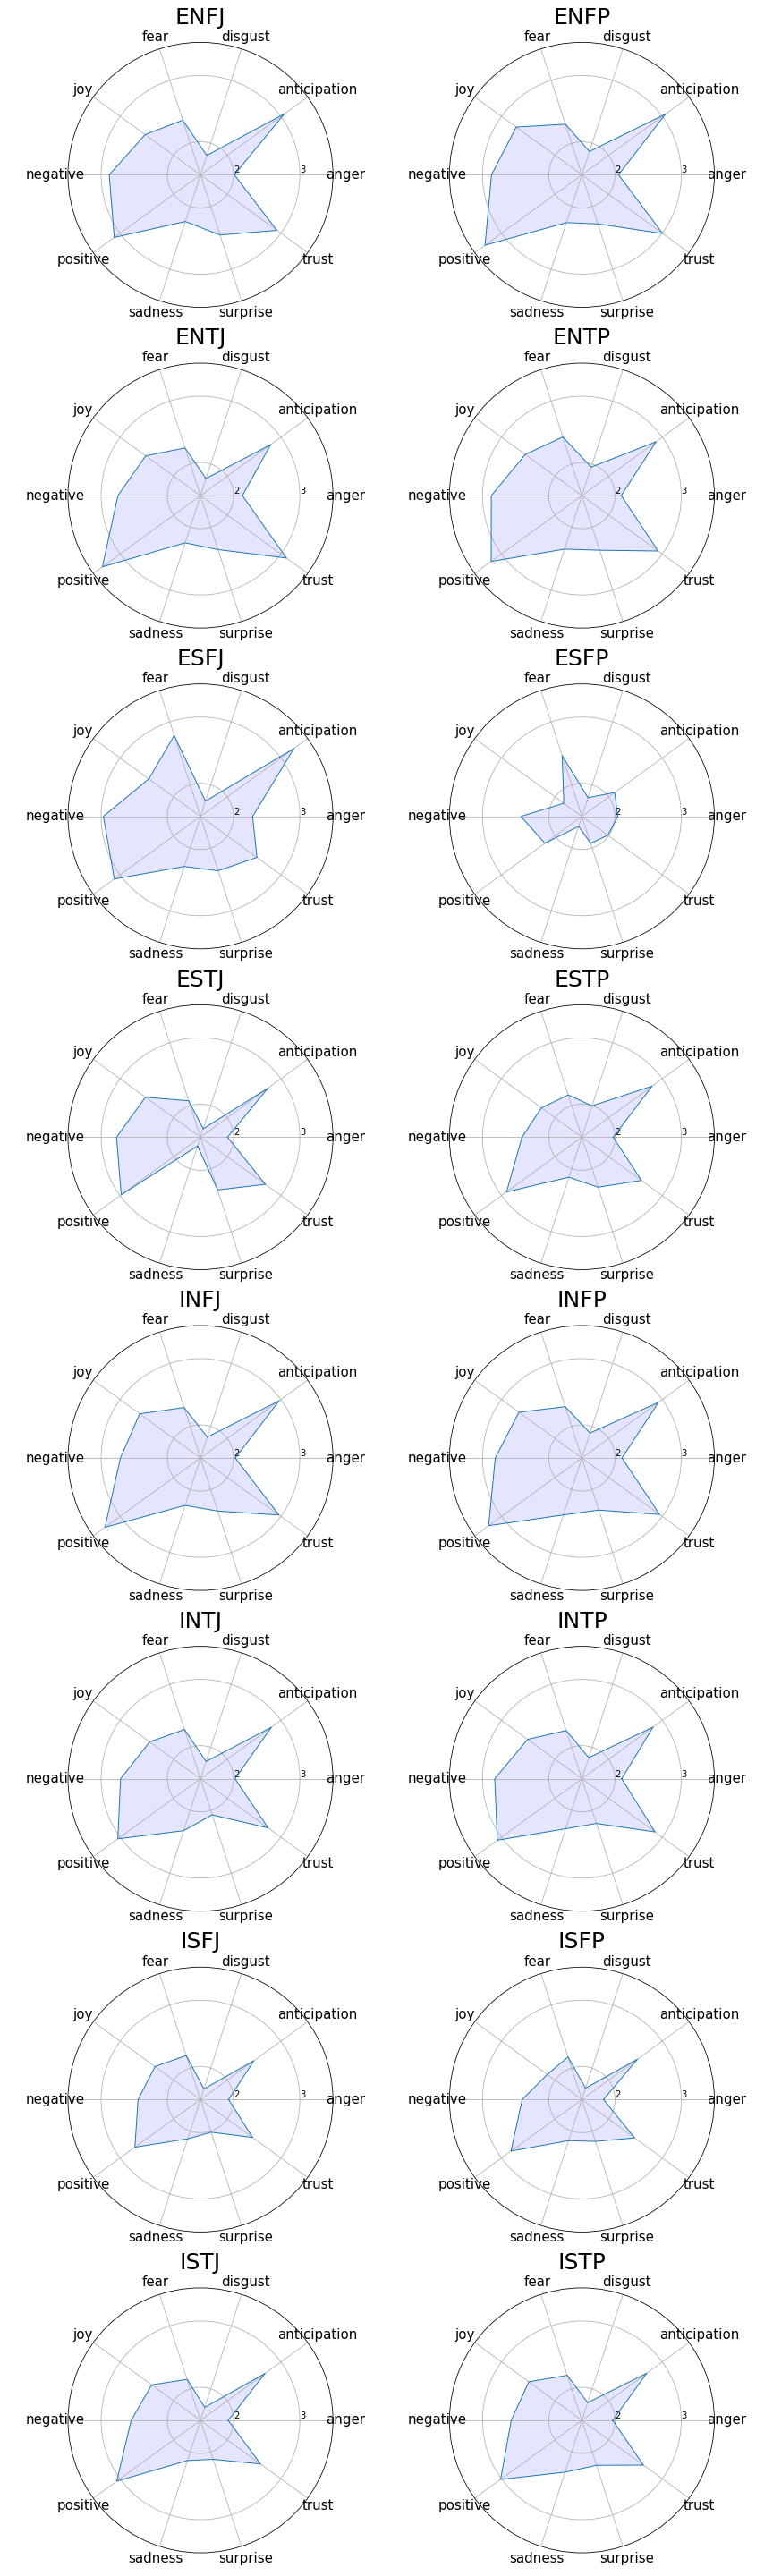 ENFJ ENFP
fear disgust fear disgust
joy anticipation joy anticipation
negative 2 3 anger negative 2 3 anger
positive trust positive trust
sadness surprise sadness surprise
ENTJ ENTP
fear disgust fear disgust
joy anticipation joy anticipation
negative 2 3 anger negative 2 3 anger
positive trust positive trust
sadness surprise sadness surprise
ESFJ ESFP
fear disgust fear disgust
joy anticipation joy anticipation
negative 2 3 anger negative 2 3 anger
positive trust positive trust
sadness surprise sadness surprise
ESTJ ESTP
fear disgust fear disgust
joy anticipation joy anticipation
negative 2 3 anger negative 2 3 anger
positive trust positive trust
sadness surprise sadness surprise
INFJ INFP
fear disgust fear disgust
joy anticipation joy anticipation
negative 2 3 anger negative 2 3 anger
positive trust positive trust
sadness surprise sadness surprise
INTJ INTP
fear disgust fear disgust
joy anticipation joy anticipation
negative 2 3 anger negative 2 3 anger
positive trust positive trust
sadness surprise sadness surprise
ISFJ ISFP
fear disgust fear disgust
joy anticipation joy anticipation
negative 2 3 anger negative 2 3 anger
positive trust positive trust
sadness surprise sadness surprise
ISTJ ISTP
fear disgust fear disgust
joy anticipation joy anticipation
negative 2 3 anger negative 2 3 anger
positive trust positive trust
sadness surprise sadness surprise